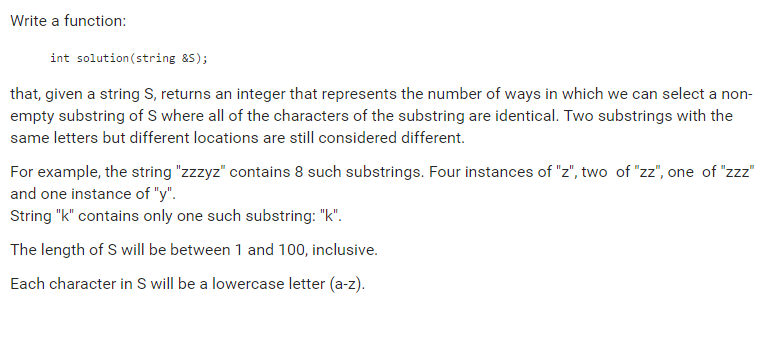 Write a function:
int solution(string &S);
that, given a string S, returns an integer that represents the number of ways in which we can select a non-
empty substring of S where all of the characters of the substring are identical. Two substrings with the
same letters but different locations are still considered different.
For example, the string "zzzyz" contains 8 such substrings. Four instances of "z", two of "zz", one of "zzz"
and one instance of "y".
String "k" contains only one such substring: "k".
The length of S will be between 1 and 100, inclusive.
Each character in S will be a lowercase letter (a-z).